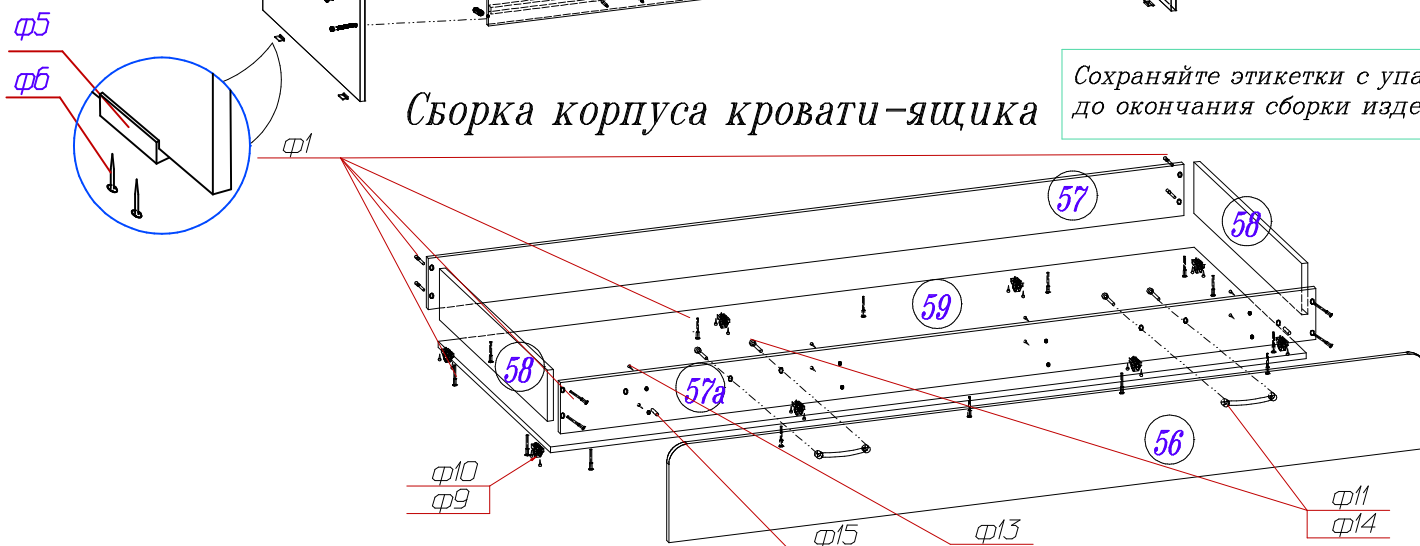 ф5
ф6
Сохраняйте этикетки с упа
до окончания сборки изде
Сборка корпуса кровати-ящика
ф1
57
58
59
58
57а
56
ф10
ф9
ф11
ф14
ф15
ф13